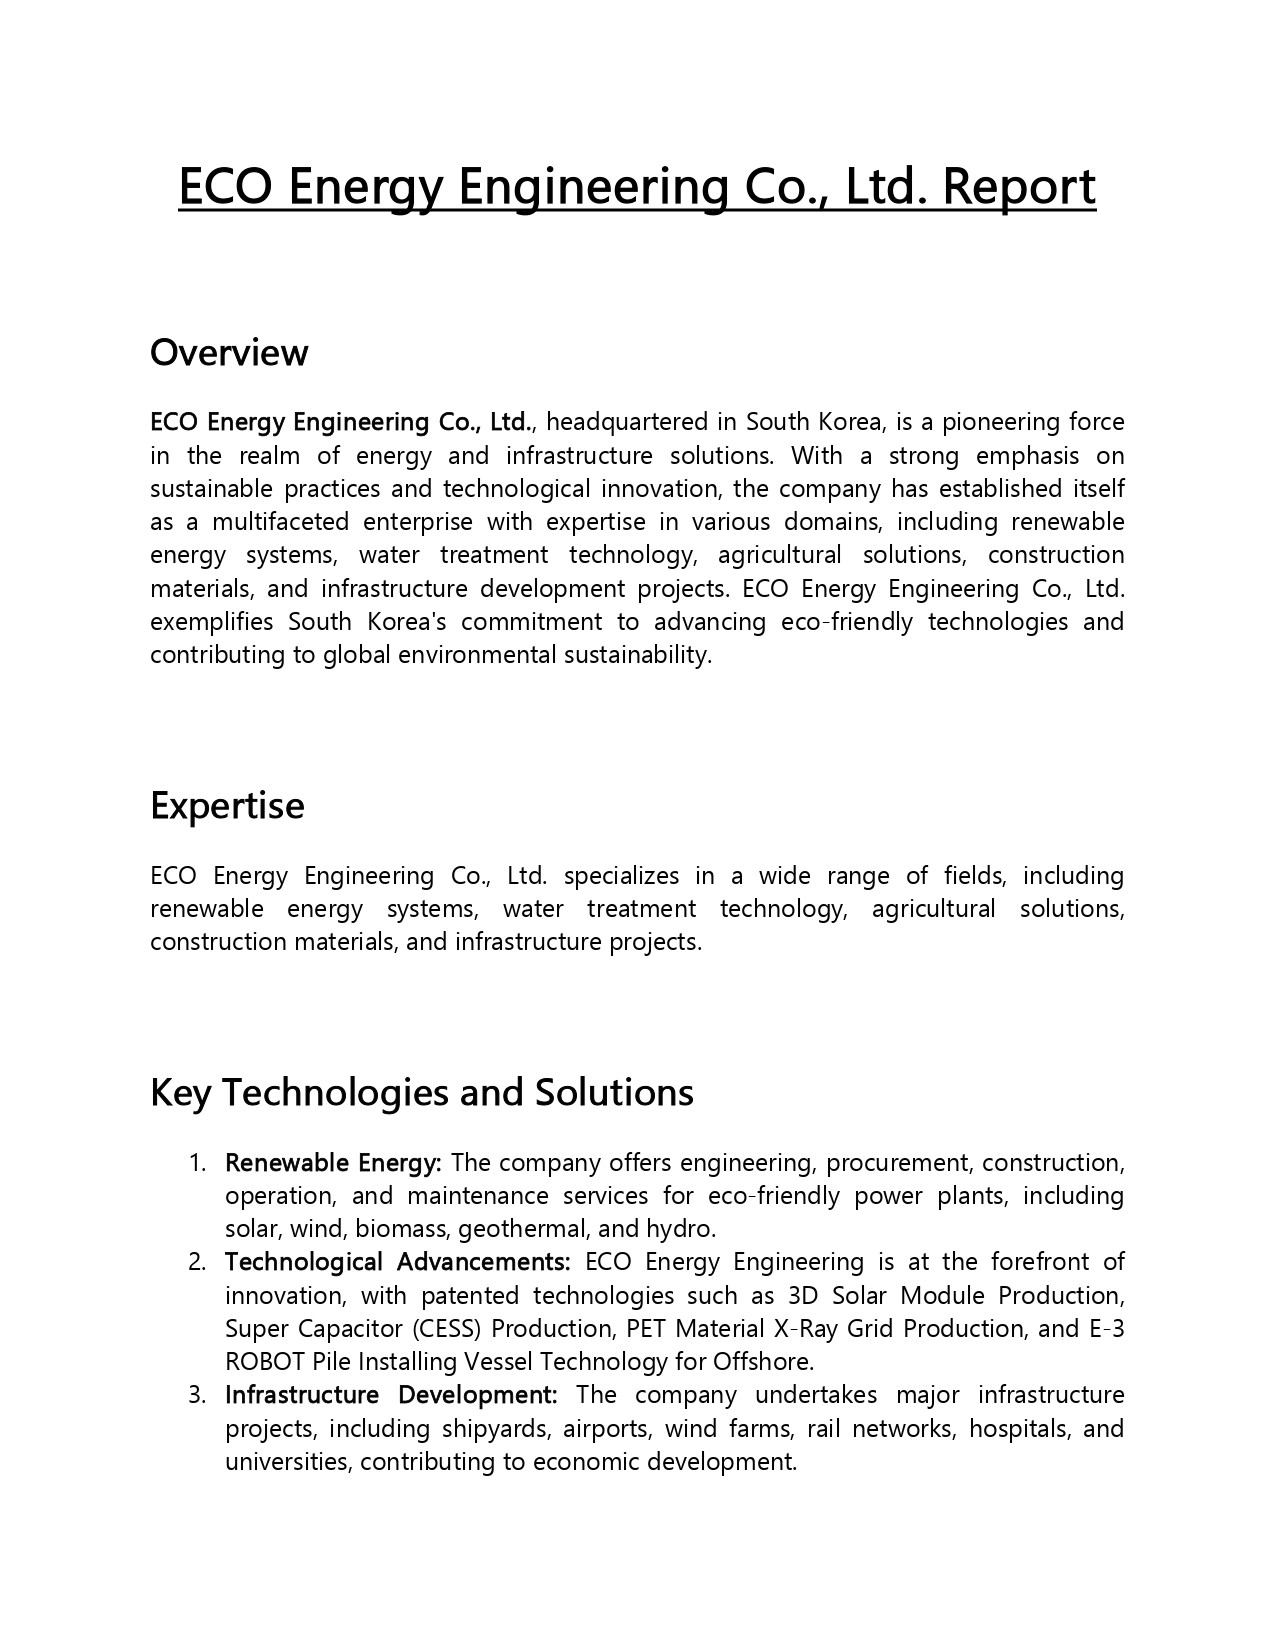 ECO Energy Engineering Co., Ltd. Report
Overview
ECO Energy Engineering Co., Ltd., headquartered in South Korea, is a pioneering force
in the realm of energy and infrastructure solutions. With a strong emphasis on
sustainable practices and technological innovation, the company has established itself
as a multifaceted enterprise with expertise in various domains, including renewable
energy systems, water treatment technology, agricultural solutions, construction
materials, and infrastructure development projects. ECO Energy Engineering Co., Ltd.
exemplifies South Korea's commitment to advancing eco-friendly technologies and
contributing to global environmental sustainability.
Expertise
ECO Energy Engineering Co., Ltd. specializes in a wide range of fields, including
renewable energy systems, water treatment technology, agricultural solutions,
construction materials, and infrastructure projects.
Key Technologies and Solutions
1. Renewable Energy: The company offers engineering, procurement, construction,
operation, and maintenance services for eco-friendly power plants, including
solar, wind, biomass, geothermal, and hydro.
2. Technological Advancements: ECO Energy Engineering is at the forefront of
innovation, with patented technologies such as 3D Solar Module Production,
Super Capacitor (CESS) Production, PET Material X-Ray Grid Production, and E-3
ROBOT Pile Installing Vessel Technology for Offshore.
3. Infrastructure Development: The company undertakes major infrastructure
projects, including shipyards, airports, wind farms, rail networks, hospitals, and
universities, contributing to economic development.